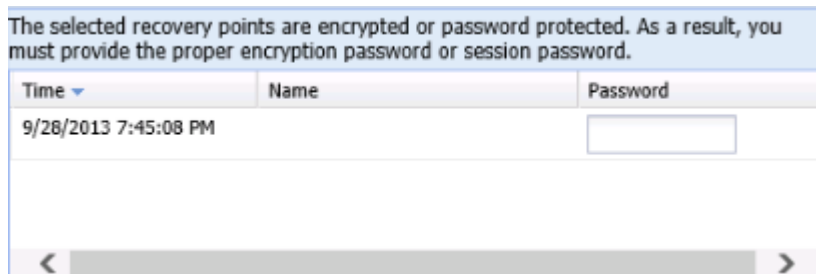 The selected recovery points are encrypted or password protected. As a result, you
must provide the proper encryption password or session password.
Time Name Password
9/28/2013 7:45:08 PM